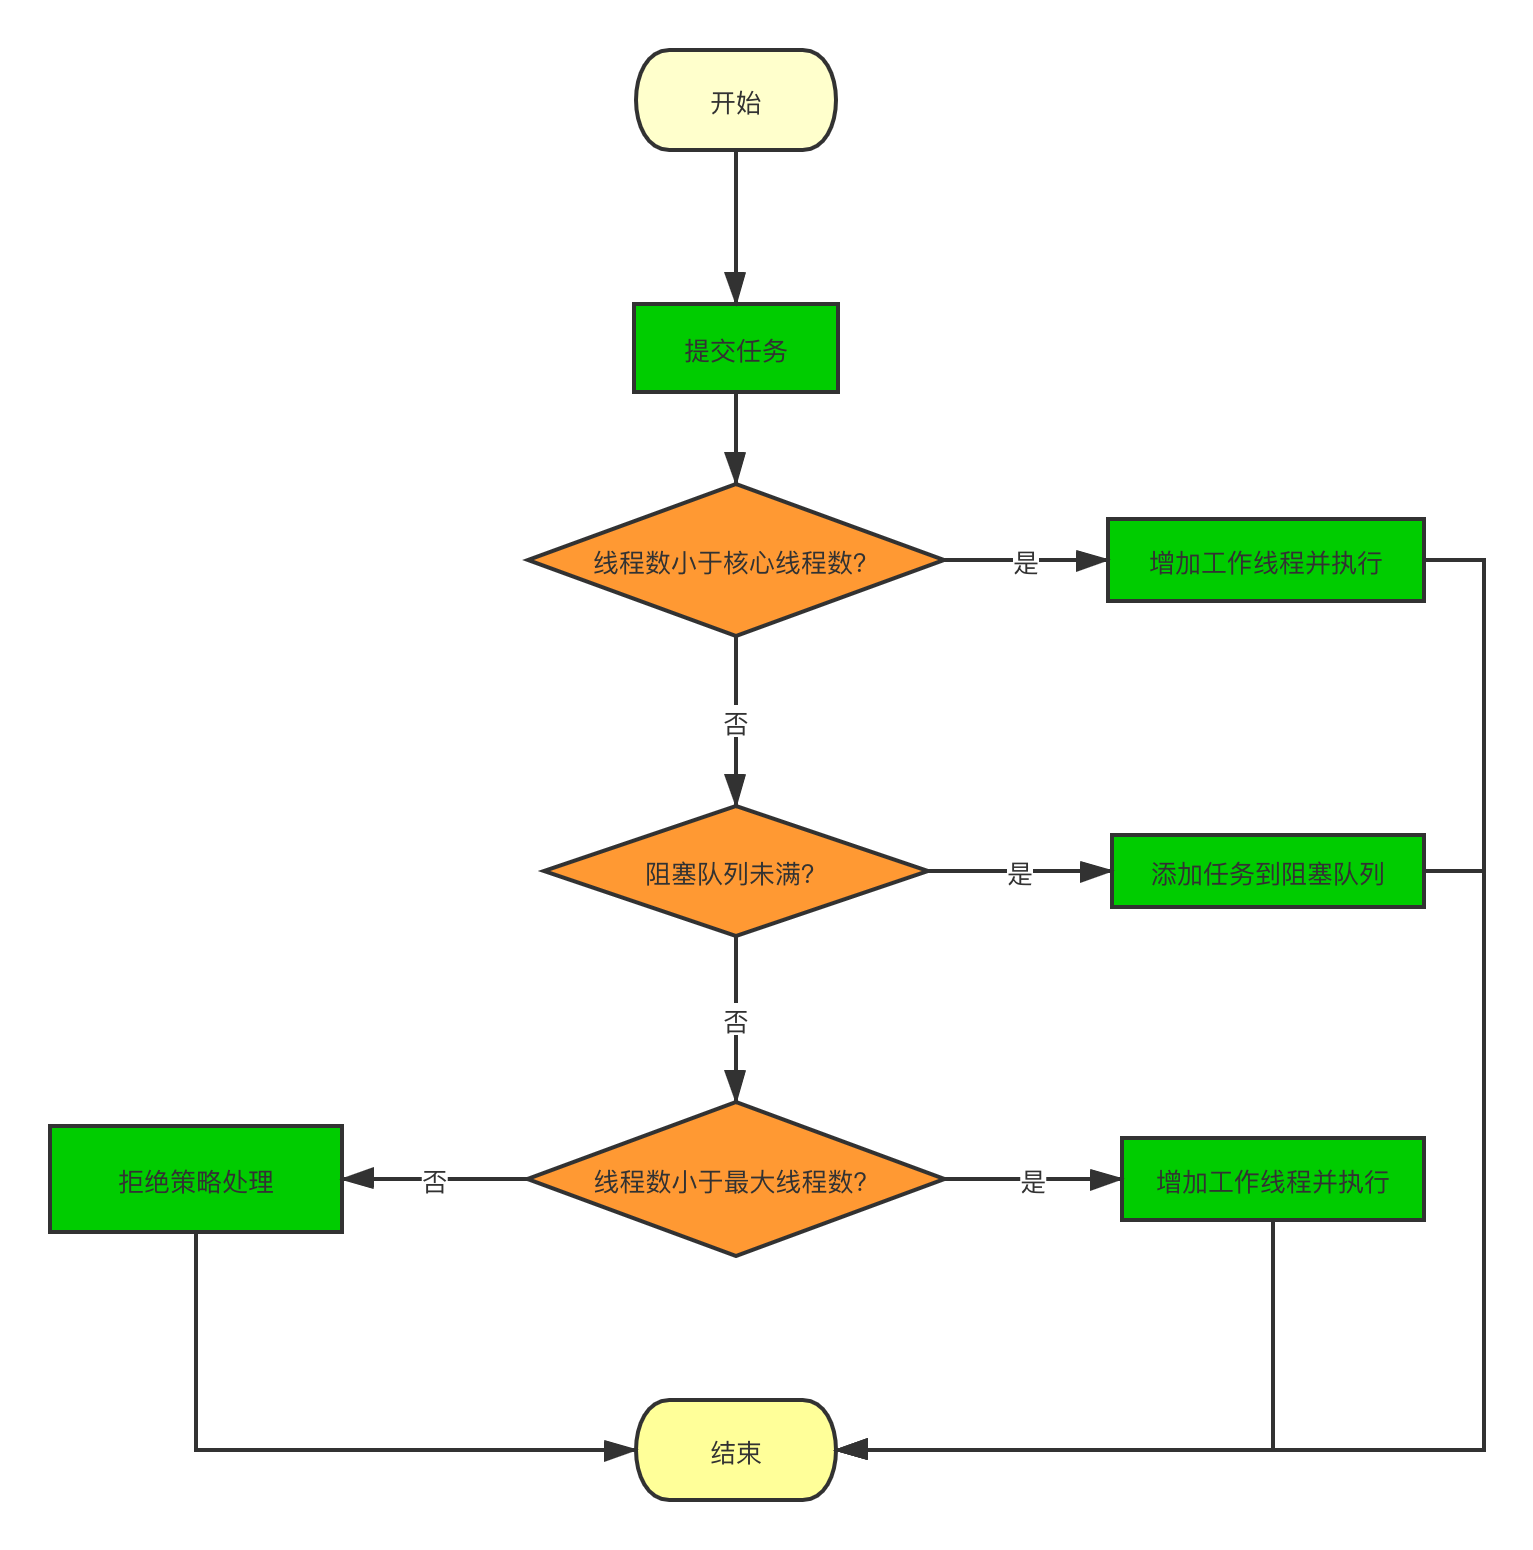 开始
提交任务
线程数小于核心线程数?
是
增加工作线程并执行
否
阻塞队列未满?
是
添加任务到阻塞队列
否
拒绝策略处理
否
线程数小于最大线程数?
是
增加工作线程并执行
结束